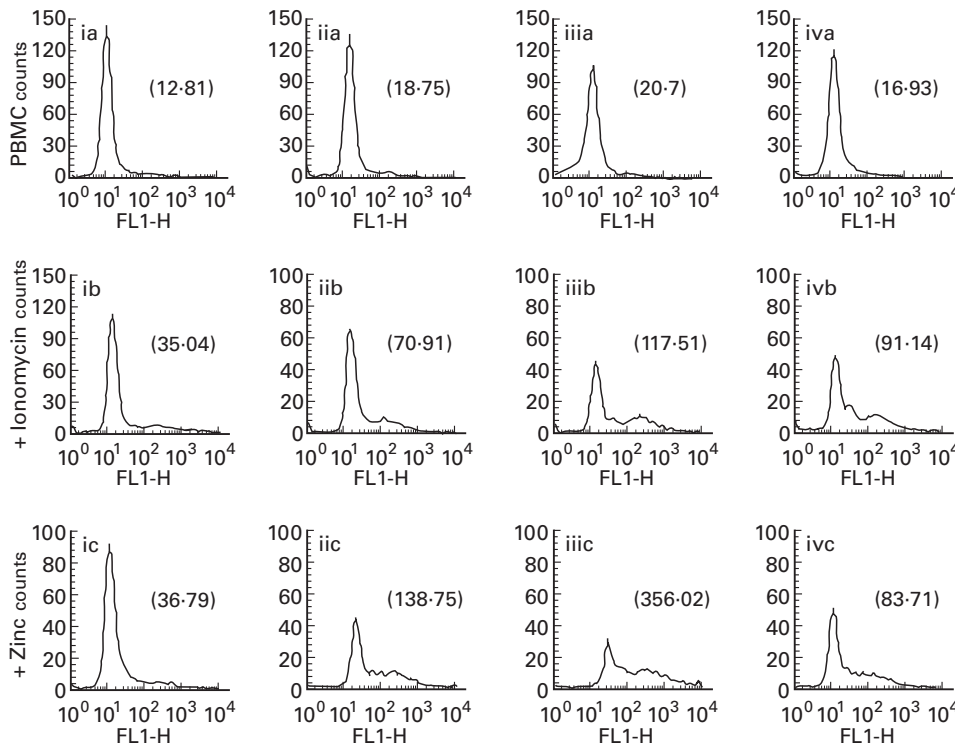 PBMC counts
150
120
90
60
30
0
ia
(12·81)
10⁰ 10¹ 10² 10³ 10⁴
FL1-H
150
120
90
60
30
0
iia
(18·75)
10⁰ 10¹ 10² 10³ 10⁴
FL1-H
150
120
90
60
30
0
iiia
(20·7)
10⁰ 10¹ 10² 10³ 10⁴
FL1-H
150
120
90
60
30
0
iva
(16·93)
10⁰ 10¹ 10² 10³ 10⁴
FL1-H
+ Ionomycin counts
150
120
90
60
30
0
ib
(35·04)
10⁰ 10¹ 10² 10³ 10⁴
FL1-H
100
80
60
40
20
0
iib
(70·91)
10⁰ 10¹ 10² 10³ 10⁴
FL1-H
100
80
60
40
20
0
iiib
(117·51)
10⁰ 10¹ 10² 10³ 10⁴
FL1-H
100
80
60
40
20
0
ivb
(91·14)
10⁰ 10¹ 10² 10³ 10⁴
FL1-H
+ Zinc counts
100
80
60
40
20
0
ic
(36·79)
10⁰ 10¹ 10² 10³ 10⁴
FL1-H
100
80
60
40
20
0
iic
(138·75)
10⁰ 10¹ 10² 10³ 10⁴
FL1-H
100
80
60
40
20
0
iiic
(356·02)
10⁰ 10¹ 10² 10³ 10⁴
FL1-H
100
80
60
40
20
0
ivc
(83·71)
10⁰ 10¹ 10² 10³ 10⁴
FL1-H